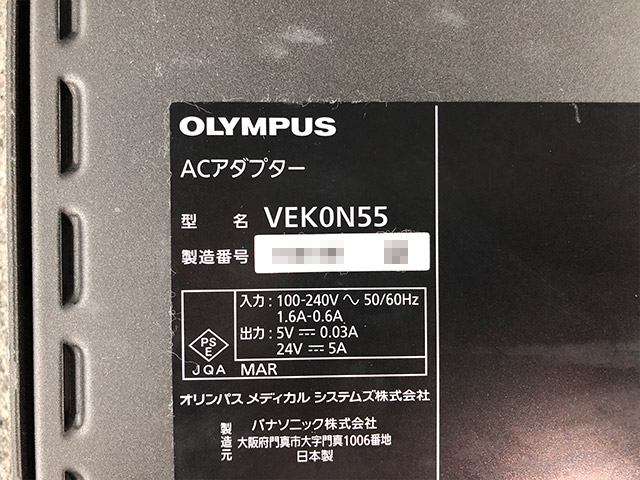 OLYMPUS
ACアダプター
型 名 VEK0N55
製造番号
入力 : 100-240V ～ 50/60Hz
1.6A-0.6A
出力 : 5V ⎓ 0.03A
24V ⎓ 5A
PS
E
JQA MAR
オリンパス メディカル システムズ株式会社
製造元 パナソニック株式会社
大阪府門真市大字門真1006番地
日本製